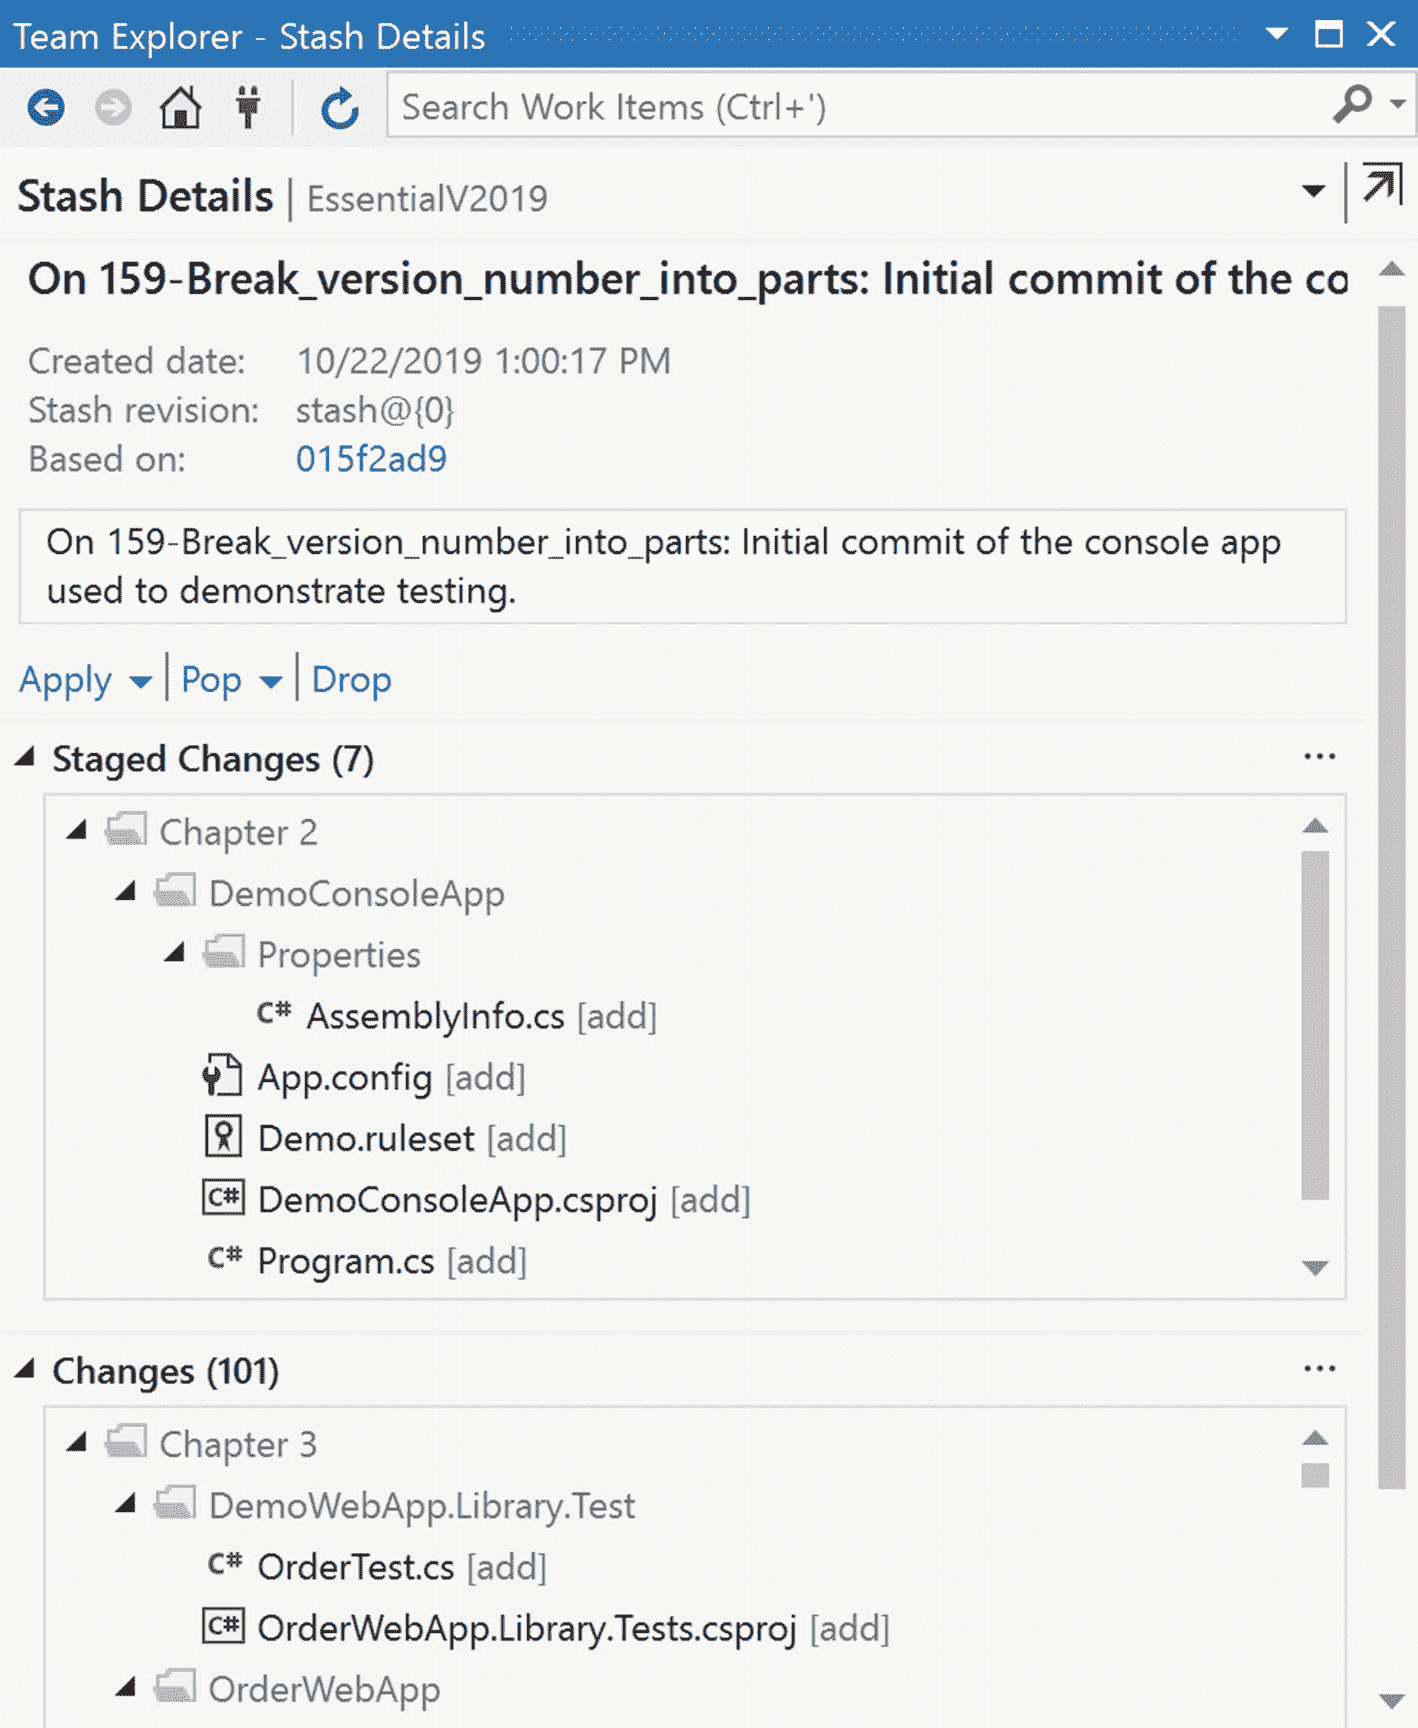 Team Explorer - Stash Details
Search Work Items (Ctrl+')
Stash Details | EssentialV2019
On 159-Break_version_number_into_parts: Initial commit of the co
Created date: 10/22/2019 1:00:17 PM
Stash revision: stash@{0}
Based on: 015f2ad9
On 159-Break_version_number_into_parts: Initial commit of the console app
used to demonstrate testing.
Apply | Pop | Drop
Staged Changes (7)
...
Chapter 2
DemoConsoleApp
Properties
C# AssemblyInfo.cs [add]
App.config [add]
Demo.ruleset [add]
C# DemoConsoleApp.csproj [add]
C# Program.cs [add]
Changes (101)
...
Chapter 3
DemoWebApp.Library.Test
C# OrderTest.cs [add]
C# OrderWebApp.Library.Tests.csproj [add]
OrderWebApp